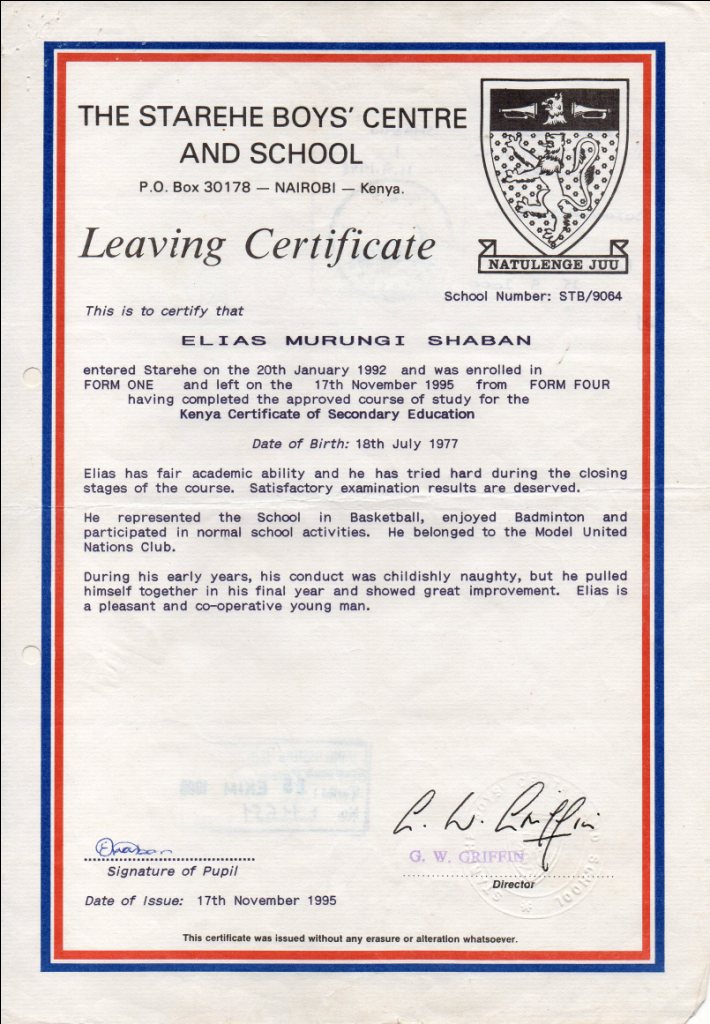 THE STAREHE BOYS' CENTRE
AND SCHOOL
P.O. Box 30178 — NAIROBI — Kenya.
Leaving Certificate
NATULENGE JUU
School Number: STB/9064
This is to certify that
ELIAS MURUNGI SHABAN
entered Starehe on the 20th January 1992 and was enrolled in
FORM ONE and left on the 17th November 1995 from FORM FOUR
having completed the approved course of study for the
Kenya Certificate of Secondary Education
Date of Birth: 18th July 1977
Elias has fair academic ability and he has tried hard during the closing
stages of the course. Satisfactory examination results are deserved.
He represented the School in Basketball, enjoyed Badminton and
participated in normal school activities. He belonged to the Model United
Nations Club.
During his early years, his conduct was childishly naughty, but he pulled
himself together in his final year and showed great improvement. Elias is
a pleasant and co-operative young man.
Signature of Pupil
G. W. Griffin
G. W. GRIFFIN
Director
Date of Issue: 17th November 1995
This certificate was issued without any erasure or alteration whatsoever.